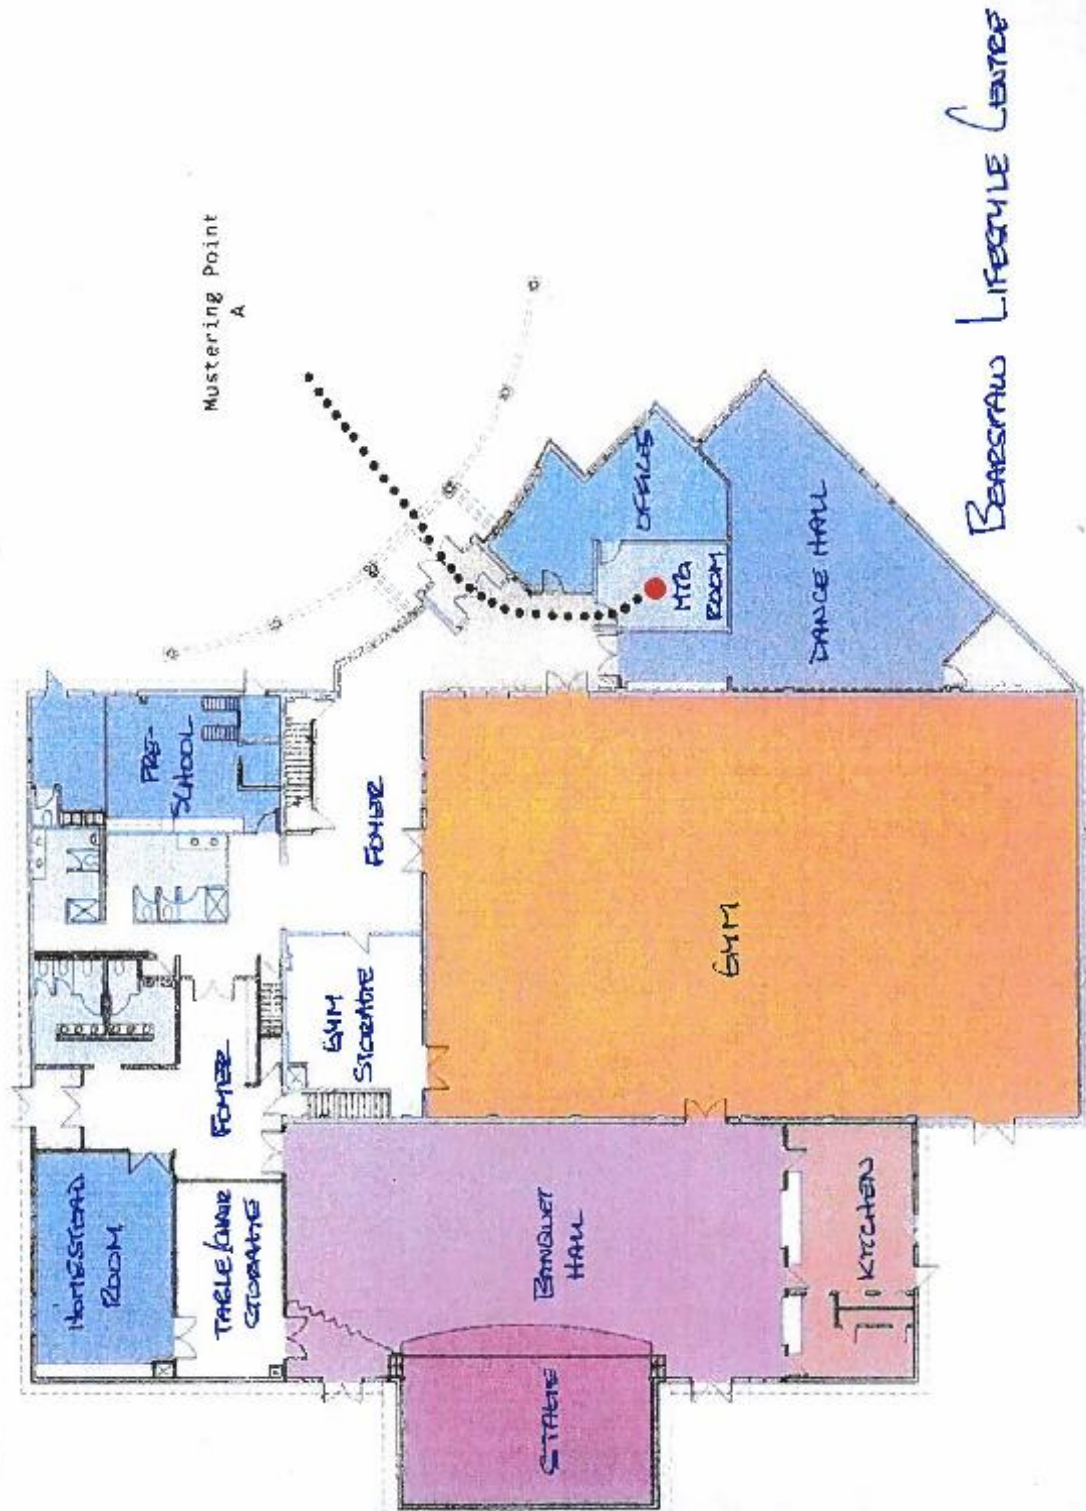 Mustering Point
A
HOMESTEAD
ROOM
TABLE/CHAIR
STORAGE
FOYER
GYM
STORAGE
FOYER
PRE-
SCHOOL
OFFICES
MTG
ROOM
DANCE HALL
STAGE
BANQUET
HALL
KITCHEN
GYM
BEARSPAW LIFESTYLE CENTRE